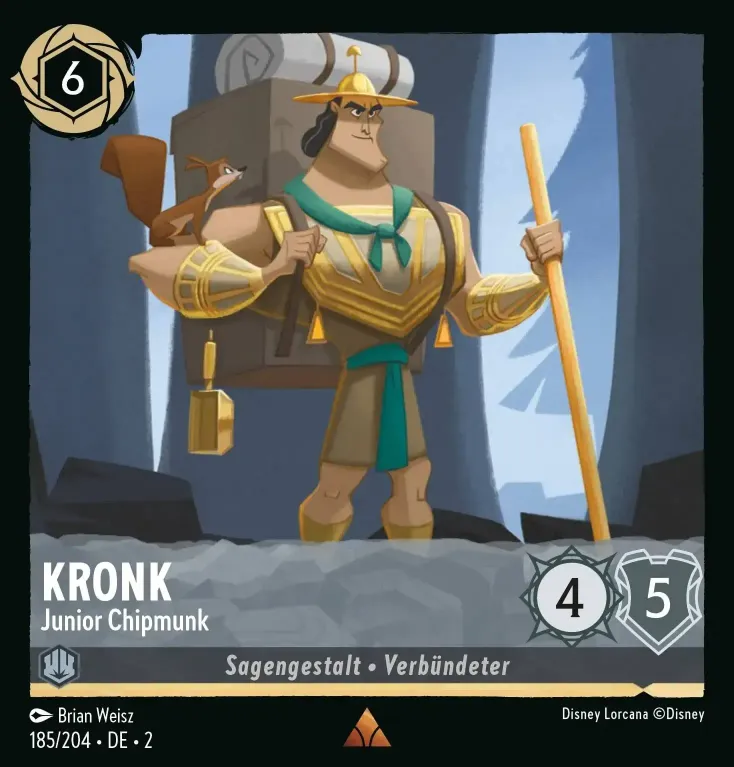 6
KRONK
Junior Chipmunk
4
5
Sagengestalt • Verbündeter
Brian Weisz
Disney Lorcana ©Disney
185/204 • DE • 2